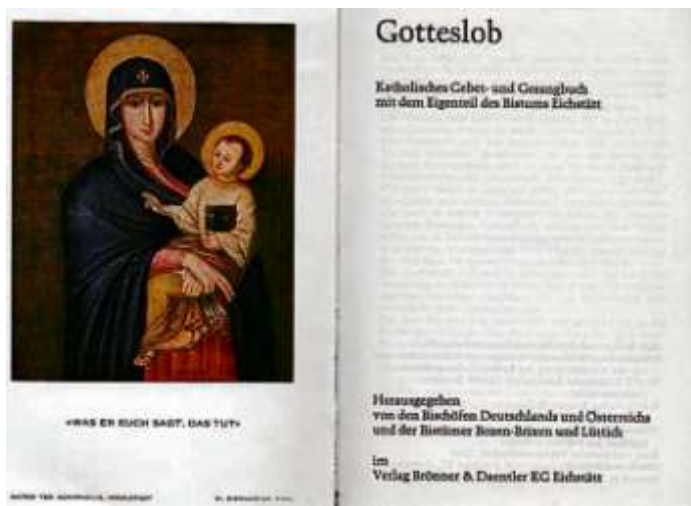 «WAS ER EUCH SAGT, DAS TUT»
Gotteslob
Katholisches Gebet- und Gesangbuch
mit dem Eigenteil des Bistums Eichstätt
Herausgegeben
von den Bischöfen Deutschlands und Österreichs
und der Bistümer Bozen-Brixen und Lüttich
im
Verlag Brönner & Daentler KG Eichstätt